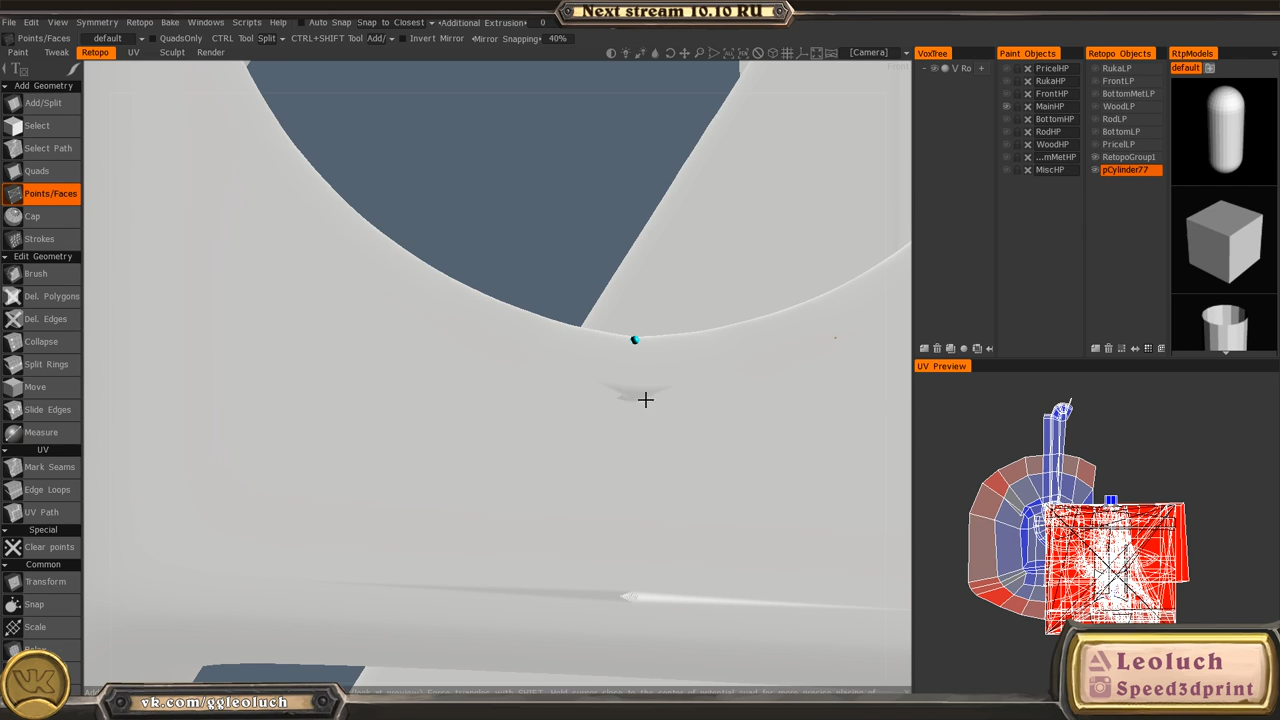 Next stream 10.10 RU
File Edit View Symmetry Retopo Bake Windows Scripts Help Auto Snap Snap to Closest Additional Extrusion 0
Points/Faces default QuadsOnly CTRL Tool Split CTRL+SHIFT Tool Add/ Invert Mirror Mirror Snapping 40%
Paint Tweak Retopo UV Sculpt Render [Camera]
VoxTree Paint Objects Retopo Objects RtpModels
V Ro + default
Add Geometry
Add/Split
Select
Select Path
Quads
Points/Faces
Cap
Strokes
Edit Geometry
Brush
Del. Polygons
Del. Edges
Collapse
Split Rings
Move
Slide Edges
Measure
UV
Mark Seams
Edge Loops
UV Path
Special
Clear points
Common
Transform
Snap
Scale
Relax
PricelHP
RukaHP
FrontHP
MainHP
BottomHP
RodHP
WoodHP
...mMetHP
MiscHP
RukaLP
FrontLP
BottomMetLP
WoodLP
RodLP
BottomLP
PricelLP
RetopoGroup1
pCylinder77
UV Preview
vk.com/ggleoluch
Leoluch
Speed3dprint